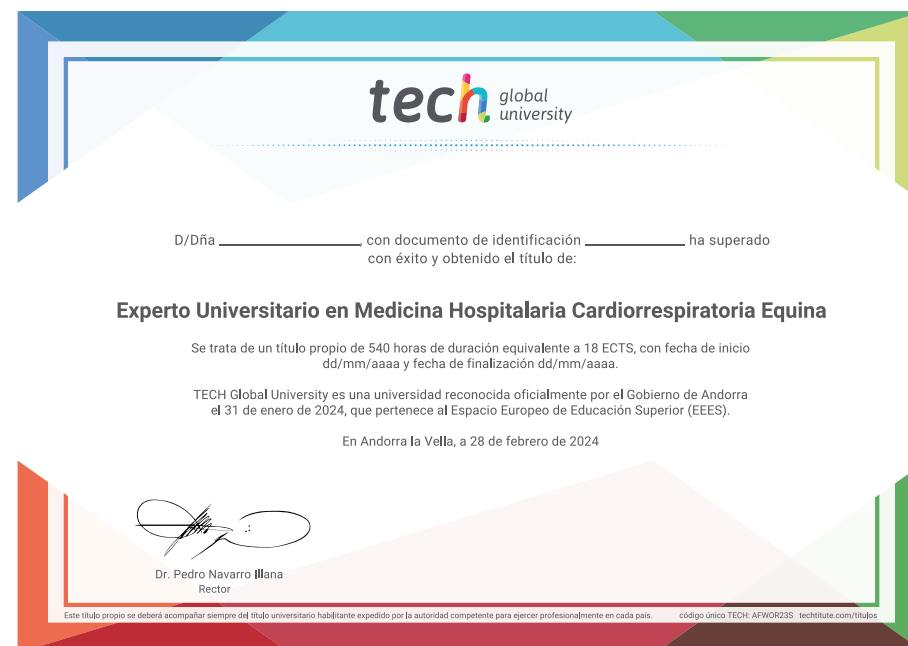 tech global university
D/Dña ______________________, con documento de identificación ______________ ha superado
con éxito y obtenido el título de:
Experto Universitario en Medicina Hospitalaria Cardiorrespiratoria Equina
Se trata de un título propio de 540 horas de duración equivalente a 18 ECTS, con fecha de inicio
dd/mm/aaaa y fecha de finalización dd/mm/aaaa.
TECH Global University es una universidad reconocida oficialmente por el Gobierno de Andorra
el 31 de enero de 2024, que pertenece al Espacio Europeo de Educación Superior (EEES).
En Andorra la Vella, a 28 de febrero de 2024
Dr. Pedro Navarro Illana
Rector
Este título propio se deberá acompañar siempre del título universitario habilitante expedido por la autoridad competente para ejercer profesionalmente en cada país. código único TECH: AFWOR23S techtitute.com/titulos